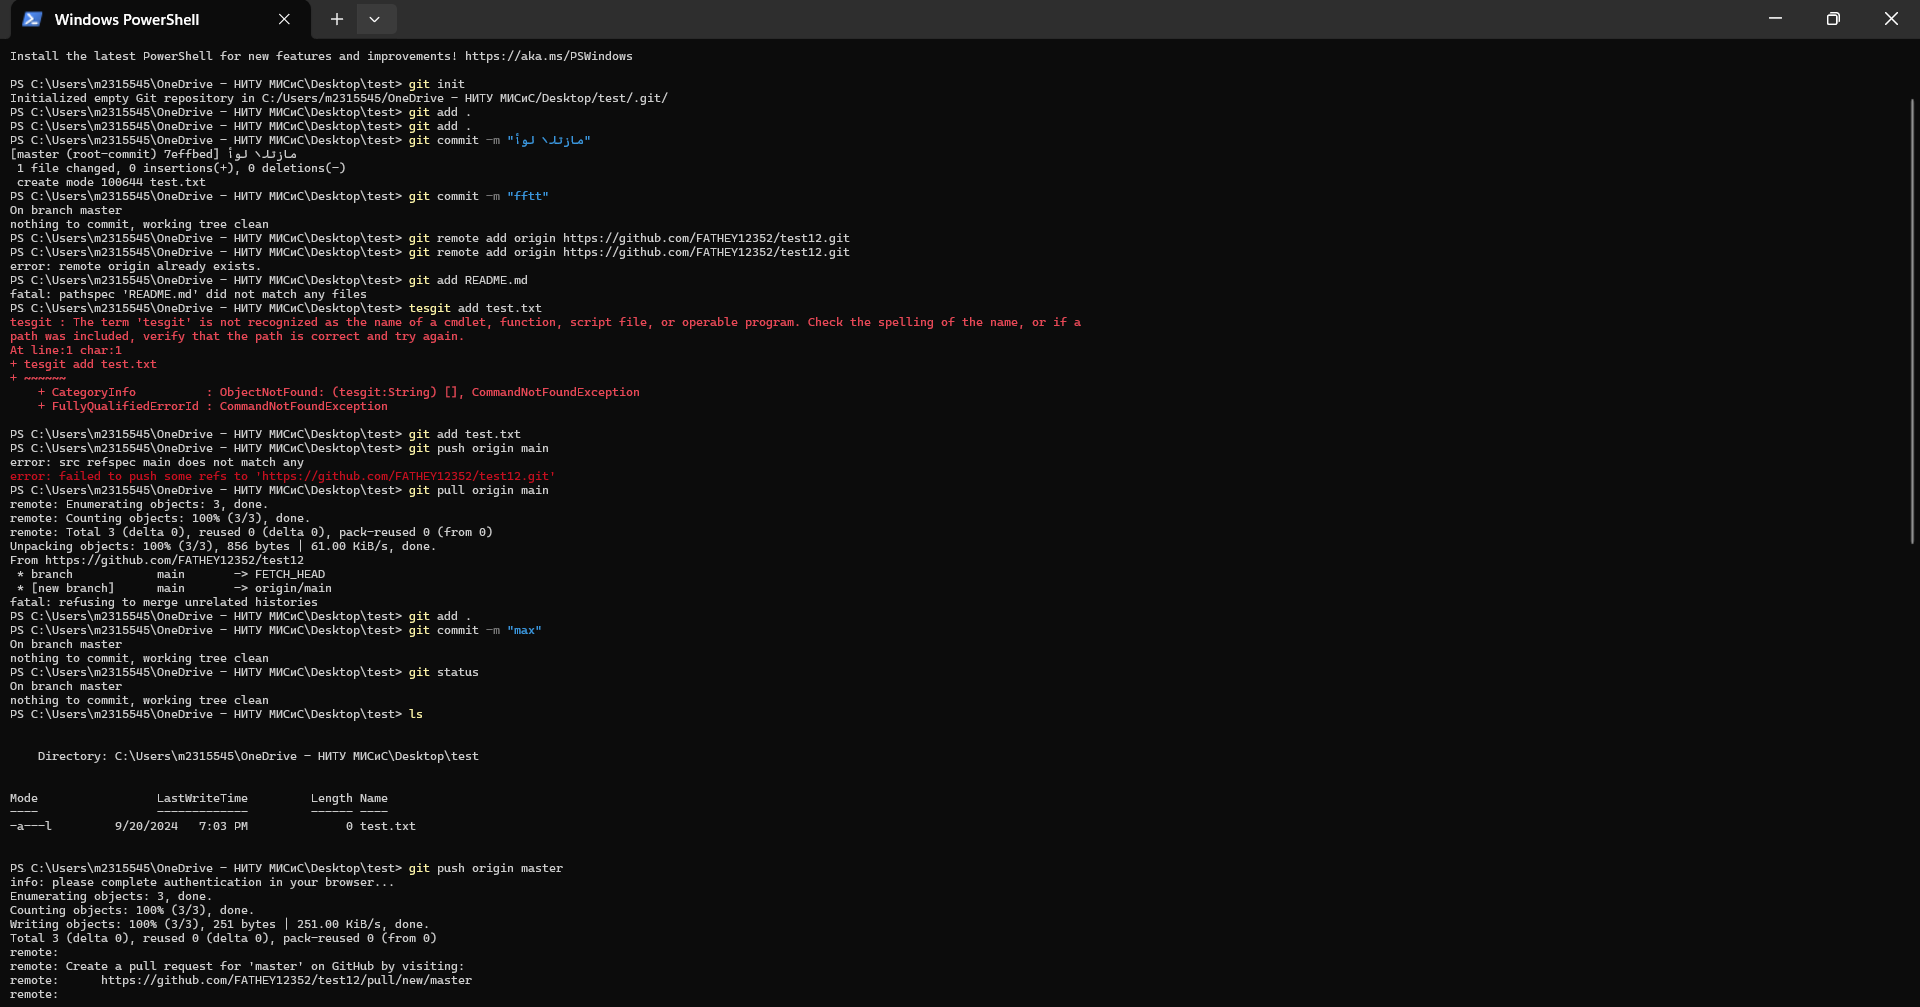 Windows PowerShell
Install the latest PowerShell for new features and improvements! https://aka.ms/PSWindows
PS C:\Users\m2315545\OneDrive - НИТУ МИСиС\Desktop\test> git init
Initialized empty Git repository in C:/Users/m2315545/OneDrive - НИТУ МИСиС/Desktop/test/.git/
PS C:\Users\m2315545\OneDrive - НИТУ МИСиС\Desktop\test> git add .
PS C:\Users\m2315545\OneDrive - НИТУ МИСиС\Desktop\test> git add .
PS C:\Users\m2315545\OneDrive - НИТУ МИСиС\Desktop\test> git commit -m "أول \لتزام"
[master (root-commit) 7effbed] أول \لتزام
 1 file changed, 0 insertions(+), 0 deletions(-)
 create mode 100644 test.txt
PS C:\Users\m2315545\OneDrive - НИТУ МИСиС\Desktop\test> git commit -m "fftt"
On branch master
nothing to commit, working tree clean
PS C:\Users\m2315545\OneDrive - НИТУ МИСиС\Desktop\test> git remote add origin https://github.com/FATHEY12352/test12.git
PS C:\Users\m2315545\OneDrive - НИТУ МИСиС\Desktop\test> git remote add origin https://github.com/FATHEY12352/test12.git
error: remote origin already exists.
PS C:\Users\m2315545\OneDrive - НИТУ МИСиС\Desktop\test> git add README.md
fatal: pathspec 'README.md' did not match any files
PS C:\Users\m2315545\OneDrive - НИТУ МИСиС\Desktop\test> tesgit add test.txt
tesgit : The term 'tesgit' is not recognized as the name of a cmdlet, function, script file, or operable program. Check the spelling of the name, or if a
path was included, verify that the path is correct and try again.
At line:1 char:1
+ tesgit add test.txt
+ ~~~~~~
    + CategoryInfo          : ObjectNotFound: (tesgit:String) [], CommandNotFoundException
    + FullyQualifiedErrorId : CommandNotFoundException
PS C:\Users\m2315545\OneDrive - НИТУ МИСиС\Desktop\test> git add test.txt
PS C:\Users\m2315545\OneDrive - НИТУ МИСиС\Desktop\test> git push origin main
error: src refspec main does not match any
error: failed to push some refs to 'https://github.com/FATHEY12352/test12.git'
PS C:\Users\m2315545\OneDrive - НИТУ МИСиС\Desktop\test> git pull origin main
remote: Enumerating objects: 3, done.
remote: Counting objects: 100% (3/3), done.
remote: Total 3 (delta 0), reused 0 (delta 0), pack-reused 0 (from 0)
Unpacking objects: 100% (3/3), 856 bytes | 61.00 KiB/s, done.
From https://github.com/FATHEY12352/test12
 * branch            main       -> FETCH_HEAD
 * [new branch]      main       -> origin/main
fatal: refusing to merge unrelated histories
PS C:\Users\m2315545\OneDrive - НИТУ МИСиС\Desktop\test> git add .
PS C:\Users\m2315545\OneDrive - НИТУ МИСиС\Desktop\test> git commit -m "max"
On branch master
nothing to commit, working tree clean
PS C:\Users\m2315545\OneDrive - НИТУ МИСиС\Desktop\test> git status
On branch master
nothing to commit, working tree clean
PS C:\Users\m2315545\OneDrive - НИТУ МИСиС\Desktop\test> ls
    Directory: C:\Users\m2315545\OneDrive - НИТУ МИСиС\Desktop\test
Mode                 LastWriteTime         Length Name
----                 -------------         ------ ----
-a---l         9/20/2024   7:03 PM              0 test.txt
PS C:\Users\m2315545\OneDrive - НИТУ МИСиС\Desktop\test> git push origin master
info: please complete authentication in your browser...
Enumerating objects: 3, done.
Counting objects: 100% (3/3), done.
Writing objects: 100% (3/3), 251 bytes | 251.00 KiB/s, done.
Total 3 (delta 0), reused 0 (delta 0), pack-reused 0 (from 0)
remote:
remote: Create a pull request for 'master' on GitHub by visiting:
remote:      https://github.com/FATHEY12352/test12/pull/new/master
remote: